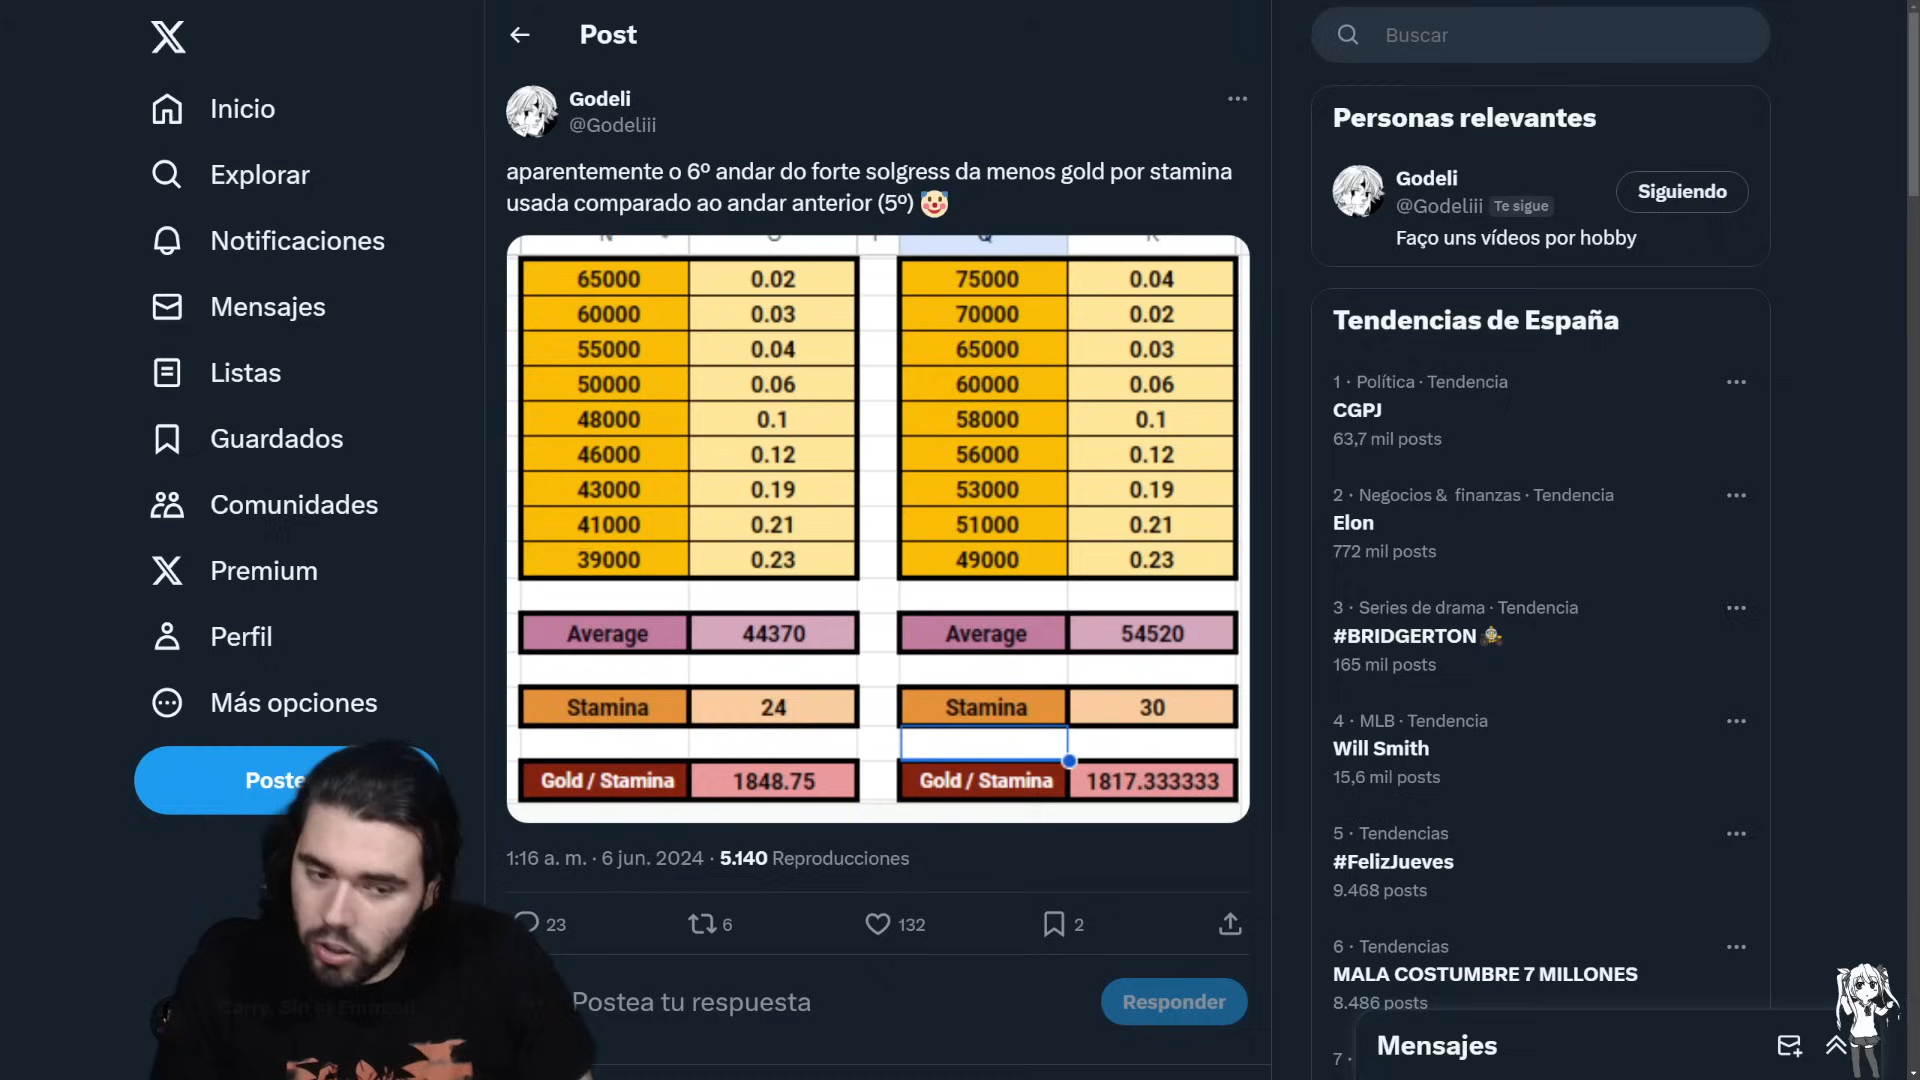 Inicio
Explorar
Notificaciones
Mensajes
Listas
Guardados
Comunidades
Premium
Perfil
Más opciones
Post
Godeli
@Godeliii
aparentemente o 6º andar do forte solgress da menos gold por stamina
usada comparado ao andar anterior (5º) 🤡
65000 0.02 75000 0.04
60000 0.03 70000 0.02
55000 0.04 65000 0.03
50000 0.06 60000 0.06
48000 0.1 58000 0.1
46000 0.12 56000 0.12
43000 0.19 53000 0.19
41000 0.21 51000 0.21
39000 0.23 49000 0.23
Average 44370 Average 54520
Stamina 24 Stamina 30
Gold / Stamina 1848.75 Gold / Stamina 1817.333333
1:16 a. m. · 6 jun. 2024 · 5.140 Reproducciones
23 6 132 2
Postea tu respuesta
Responder
Buscar
Personas relevantes
Godeli
@Godeliii Te sigue
Siguiendo
Faço uns vídeos por hobby
Tendencias de España
1 · Política · Tendencia
CGPJ
63,7 mil posts
2 · Negocios & finanzas · Tendencia
Elon
772 mil posts
3 · Series de drama · Tendencia
#BRIDGERTON
165 mil posts
4 · MLB · Tendencia
Will Smith
15,6 mil posts
5 · Tendencias
#FelizJueves
9.468 posts
6 · Tendencias
MALA COSTUMBRE 7 MILLONES
8.486 posts
7 ·
Mensajes